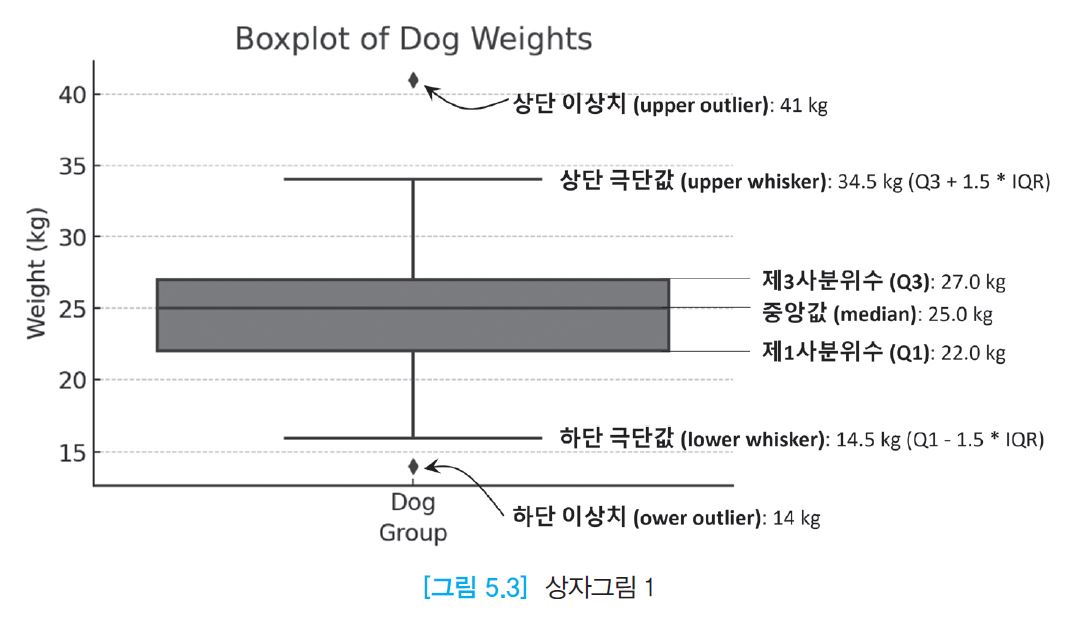 Boxplot of Dog Weights
40
상단 이상치 (upper outlier): 41 kg
35
상단 극단값 (upper whisker): 34.5 kg (Q3 + 1.5 * IQR)
Weight (kg)
30
제3사분위수 (Q3): 27.0 kg
25
중앙값 (median): 25.0 kg
제1사분위수 (Q1): 22.0 kg
20
하단 극단값 (lower whisker): 14.5 kg (Q1 - 1.5 * IQR)
15
Dog
Group
하단 이상치 (ower outlier): 14 kg
[그림 5.3] 상자그림 1